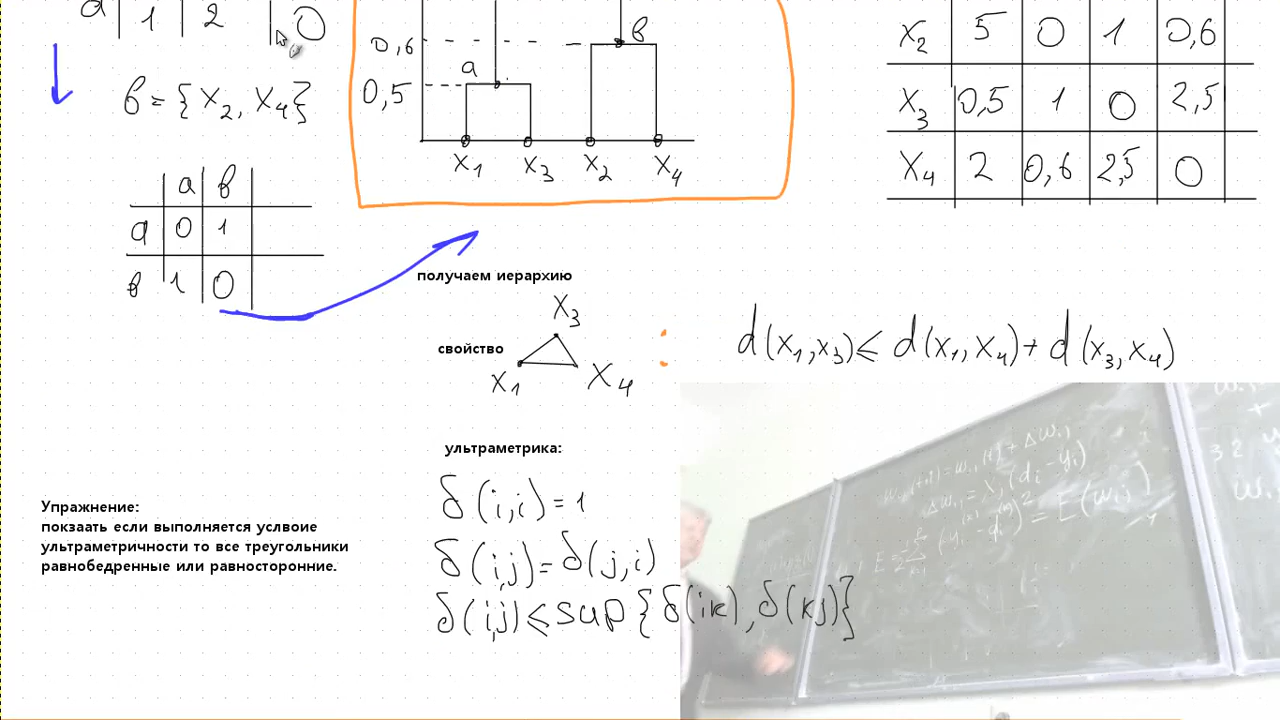 1 2 0
в = {x₂, x₄}
а в
а 0 1
в 1 0
0,6 в
0,5 а
x₁ x₃ x₂ x₄
x₂ 5 0 1 0,6
x₃ 0,5 1 0 2,5
x₄ 2 0,6 2,5 0
получаем иерархию
x₃
свойство
x₁ x₄
:
d(x₁,x₃) ≤ d(x₁,x₄) + d(x₃,x₄)
ультраметрика:
δ(i,i) = 1
δ(i,j) = δ(j,i)
δ(i,j) ≤ sup{δ(ik), δ(kj)}
Упражнение:
покзаать если выполняется услвоие
ультраметричности то все треугольники
равнобедренные или равносторонние.